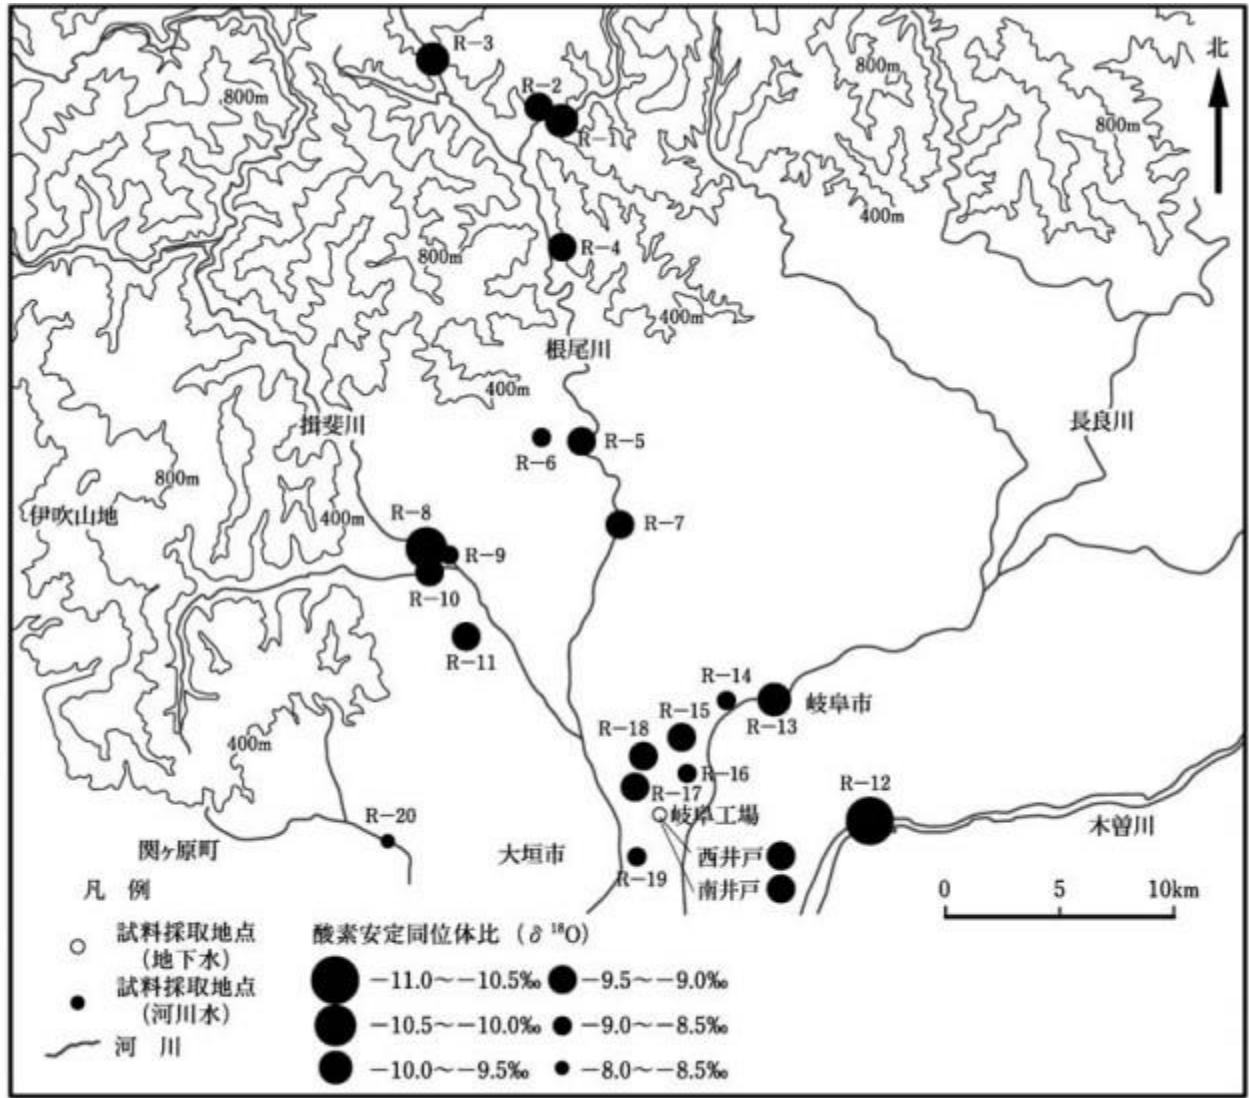 R-3
北
800m
R-2
800m
R-1
800m
400m
800m
R-4
400m
根尾川
400m
揖斐川
長良川
R-6
R-5
800m
伊吹山地
400m
R-8
R-7
R-9
R-10
R-11
R-14
R-15
R-13
岐阜市
R-18
400m
R-16
R-17
R-12
岐阜工場
R-20
木曽川
関ヶ原町
大垣市
R-19
西井戸
南井戸
0 5 10km
凡 例
試料採取地点
(地下水)
試料採取地点
(河川水)
河 川
酸素安定同位体比 (δ ¹⁸O)
-11.0~-10.5‰
-9.5~-9.0‰
-10.5~-10.0‰
-9.0~-8.5‰
-10.0~-9.5‰
-8.0~-8.5‰